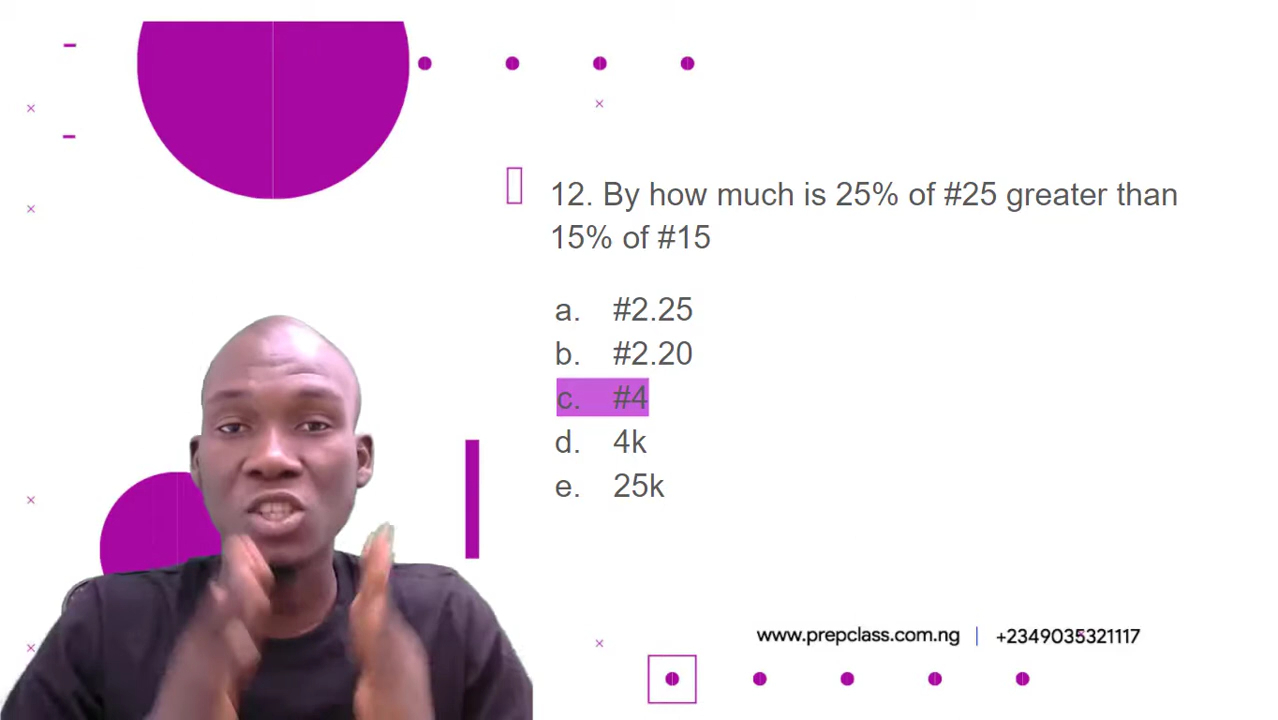 12. By how much is 25% of #25 greater than
15% of #15
a. #2.25
b. #2.20
c. #4
d. 4k
e. 25k
www.prepclass.com.ng | +2349035321117